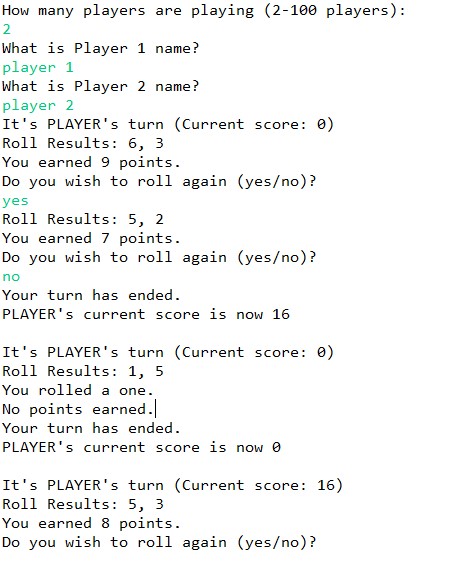 How many players are playing (2-100 players):
2
What is Player 1 name?
player 1
What is Player 2 name?
player 2
It's PLAYER's turn (Current score: 0)
Roll Results: 6, 3
You earned 9 points.
Do you wish to roll again (yes/no)?
yes
Roll Results: 5, 2
You earned 7 points.
Do you wish to roll again (yes/no)?
no
Your turn has ended.
PLAYER's current score is now 16

It's PLAYER's turn (Current score: 0)
Roll Results: 1, 5
You rolled a one.
No points earned.
Your turn has ended.
PLAYER's current score is now 0

It's PLAYER's turn (Current score: 16)
Roll Results: 5, 3
You earned 8 points.
Do you wish to roll again (yes/no)?